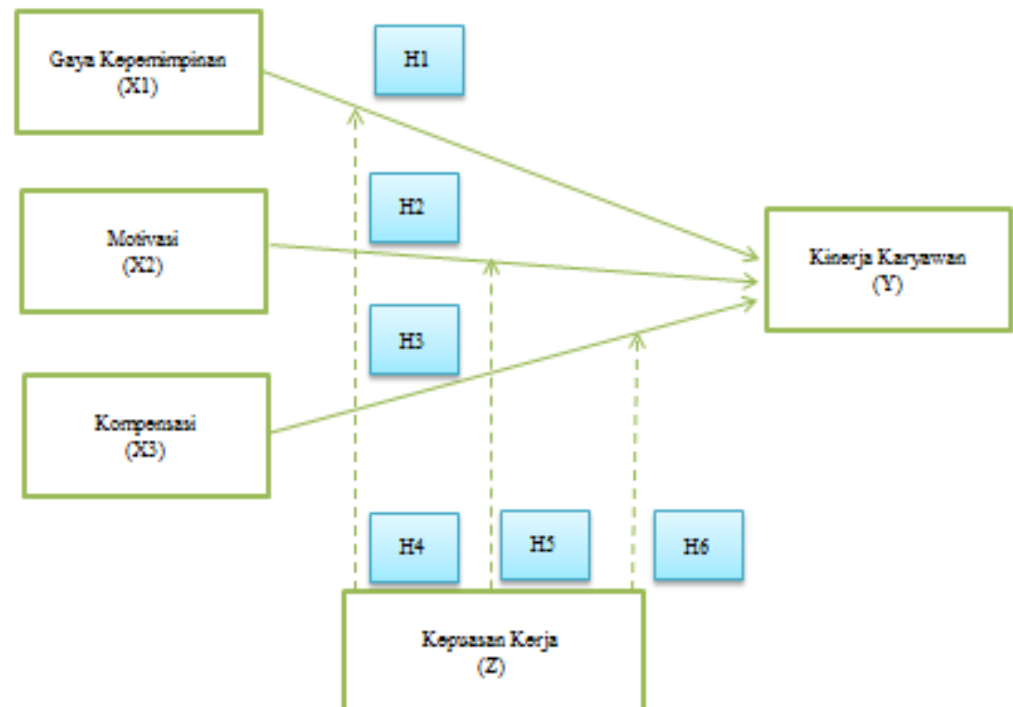 Gaya Kepemimpinan
(X1)
H1
H2
Motivasi
(X2)
Kinerja Karyawan
(Y)
H3
Kompensasi
(X3)
H4
H5
H6
Kepuasan Kerja
(Z)